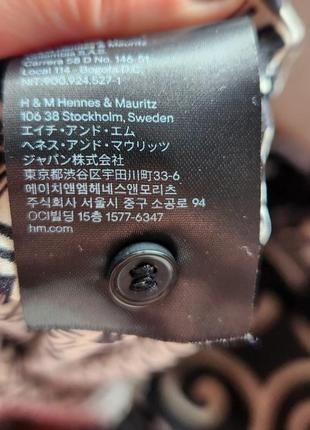 Hennes & Mauritz
Colombia S.A.S.
Carrera 58 D No. 146-51
Local 114 - Bogotá D.C.
NIT: 900.924.527-1
H & M Hennes & Mauritz
106 38 Stockholm, Sweden
エイチ・アンド・エム
ヘネス・アンド・マウリッツ
ジャパン株式会社
東京都渋谷区宇田川町33-6
에이치앤엠헤네스앤모리츠
주식회사 서울시 중구 소공로 94
OCI빌딩 15층 1577-6347
hm.com